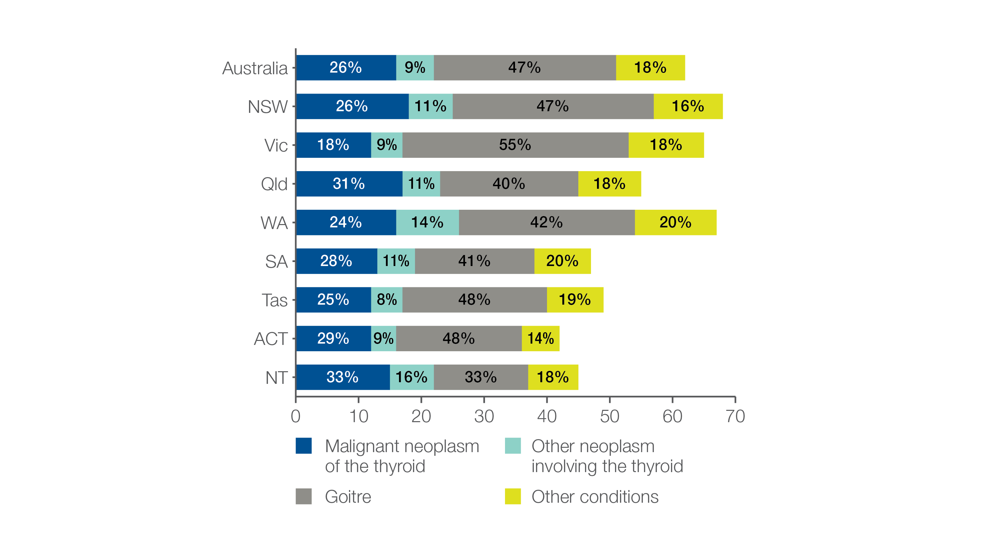 Australia 26% 9% 47% 18%
NSW 26% 11% 47% 16%
Vic 18% 9% 55% 18%
Qld 31% 11% 40% 18%
WA 24% 14% 42% 20%
SA 28% 11% 41% 20%
Tas 25% 8% 48% 19%
ACT 29% 9% 48% 14%
NT 33% 16% 33% 18%
0 10 20 30 40 50 60 70
Malignant neoplasm
of the thyroid
Other neoplasm
involving the thyroid
Goitre
Other conditions